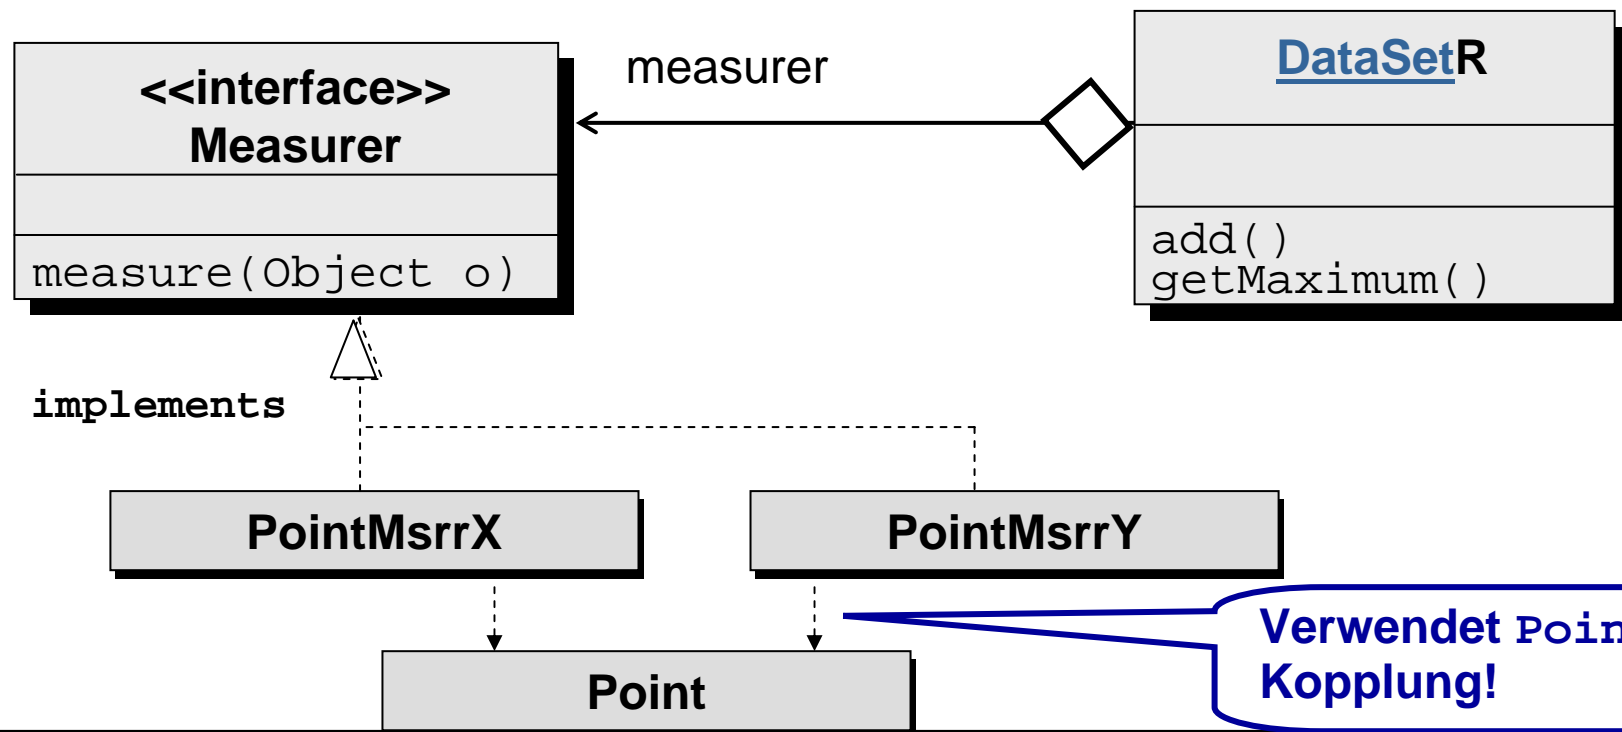 <<interface>>
Measurer
measure(Object o)
measurer
DataSetR
add()
getMaximum()
implements
PointMsrrX
PointMsrrY
Point
Verwendet
Kopplung!